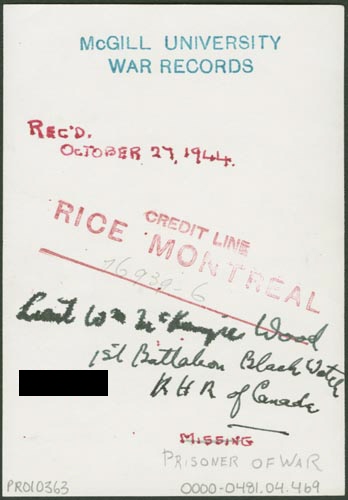 McGILL UNIVERSITY
WAR RECORDS
REC'D.
OCTOBER 27, 1944.
CREDIT LINE
RICE MONTREAL
16939-6
Lieut Wm McKenzie Wood
1st Battalion Black Watch
R H R of Canada
MISSING
PRISONER OF WAR
PR010363
0000-0481.04.469